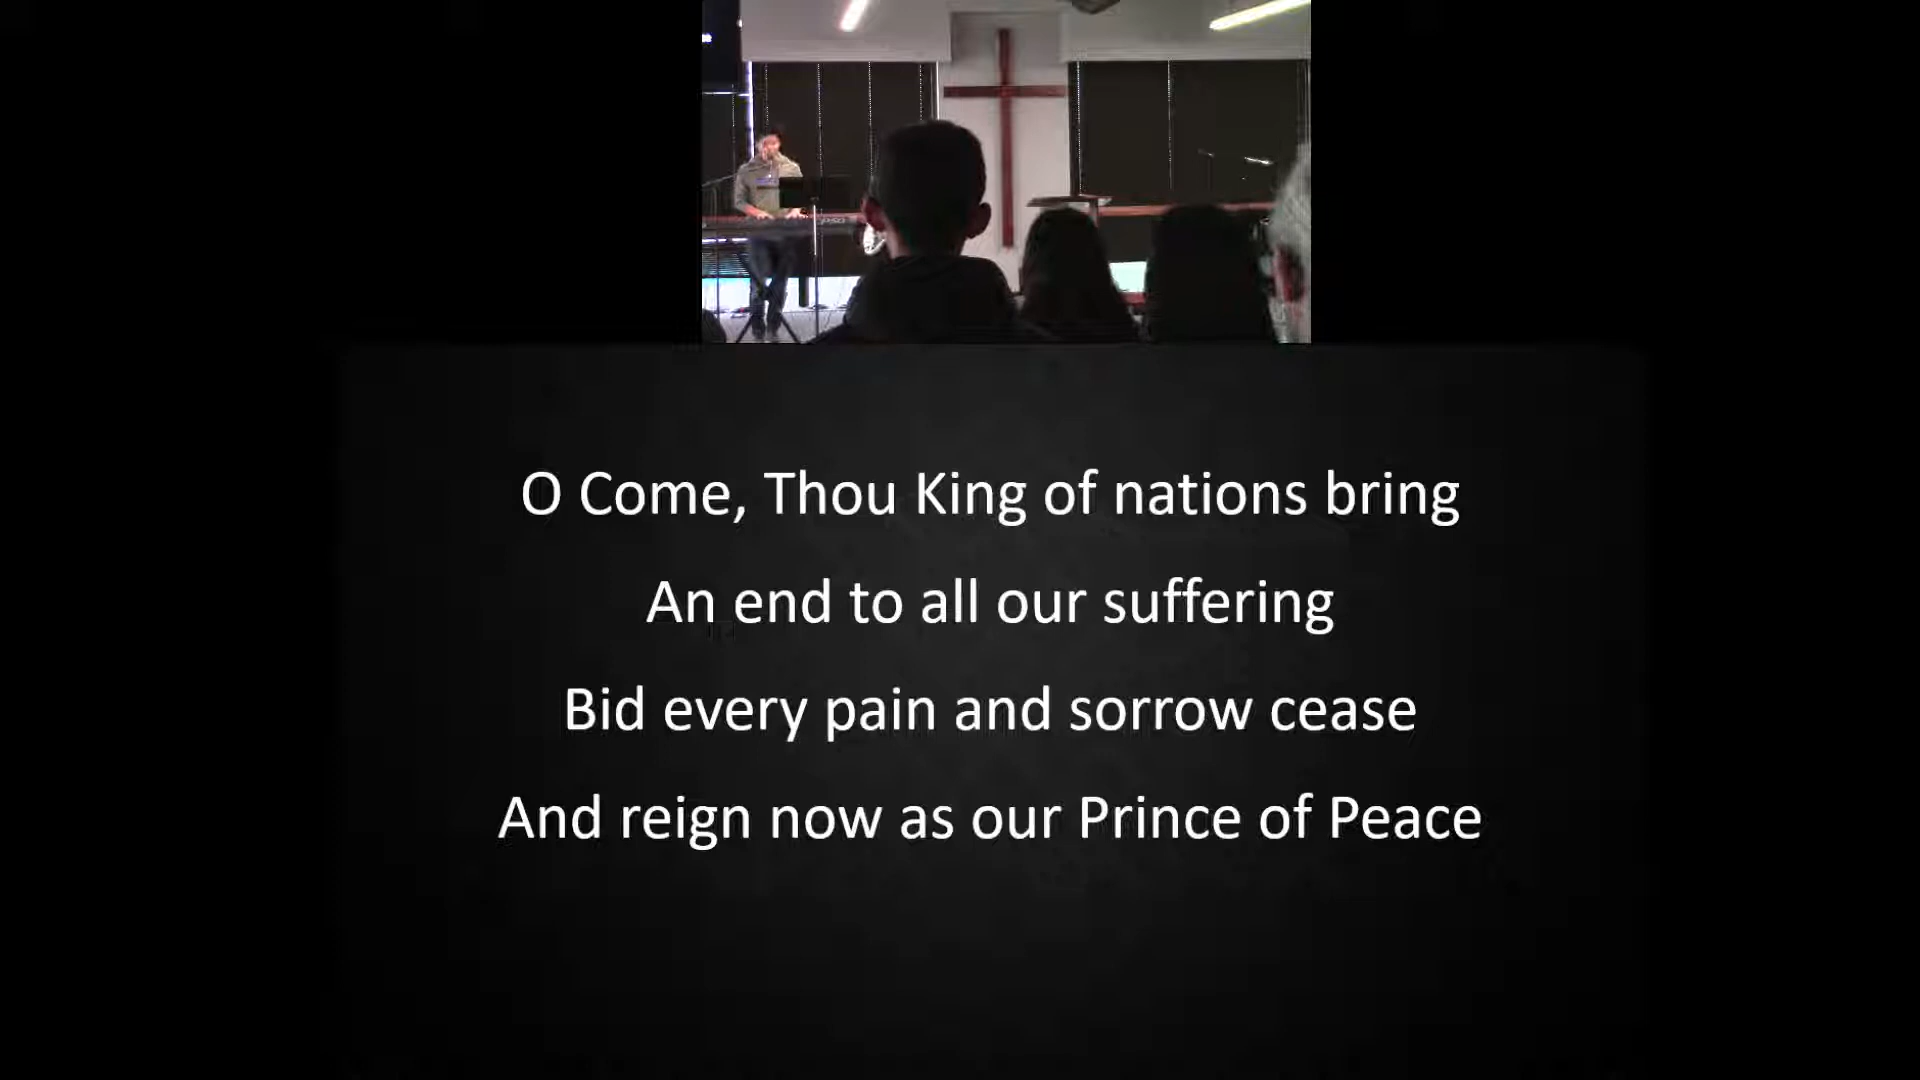 O Come, Thou King of nations bring
An end to all our suffering
Bid every pain and sorrow cease
And reign now as our Prince of Peace